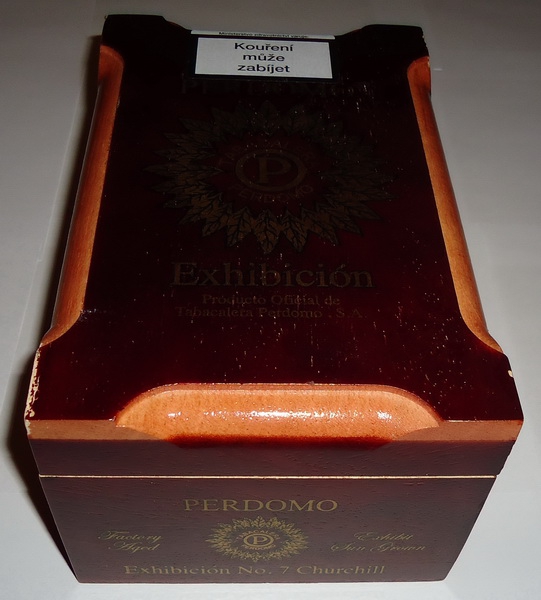 Kouření
může
zabíjet
P
Exhibición
Producto Oficial de
Tabacalera Perdomo, S.A.
PERDOMO
Factory
Aged
P
Exhibit
Sun Grown
Exhibición No. 7 Churchill